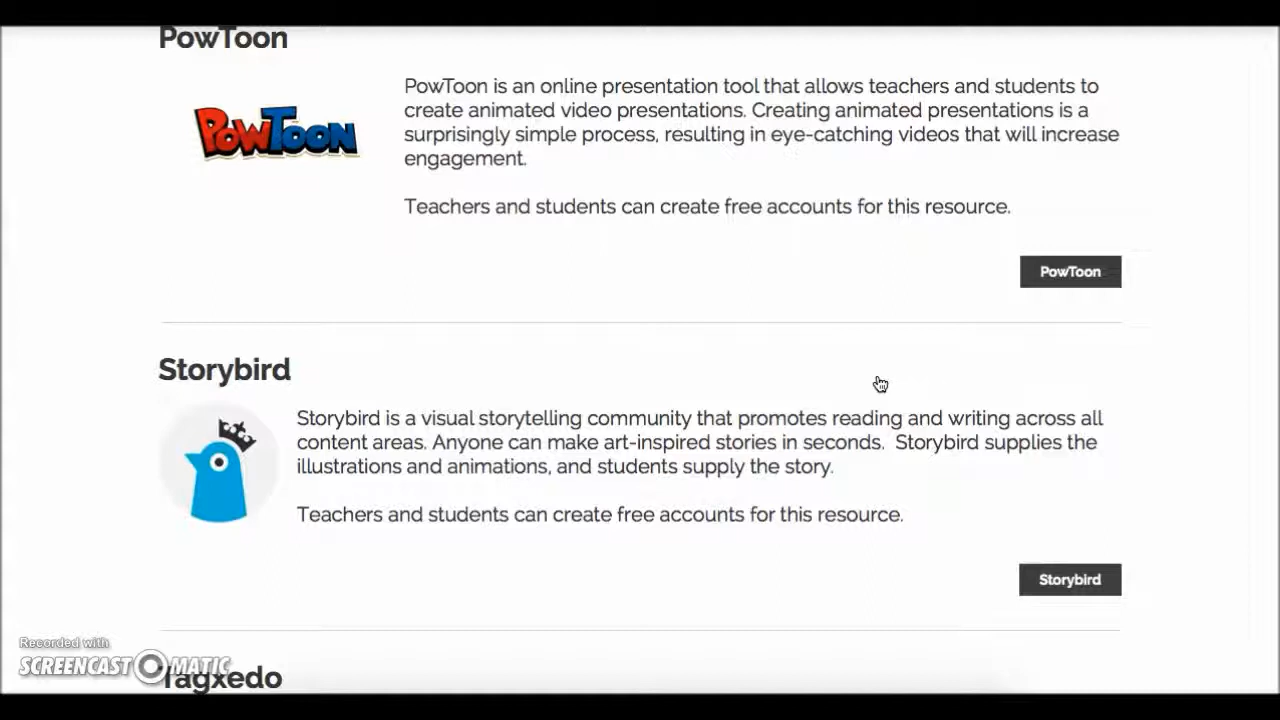 PowToon
POWTOON
PowToon is an online presentation tool that allows teachers and students to
create animated video presentations. Creating animated presentations is a
surprisingly simple process, resulting in eye-catching videos that will increase
engagement.
Teachers and students can create free accounts for this resource.
PowToon
Storybird
Storybird is a visual storytelling community that promotes reading and writing across all
content areas. Anyone can make art-inspired stories in seconds. Storybird supplies the
illustrations and animations, and students supply the story.
Teachers and students can create free accounts for this resource.
Storybird
Recorded with
SCREENCAST MATIC
Tagxedo